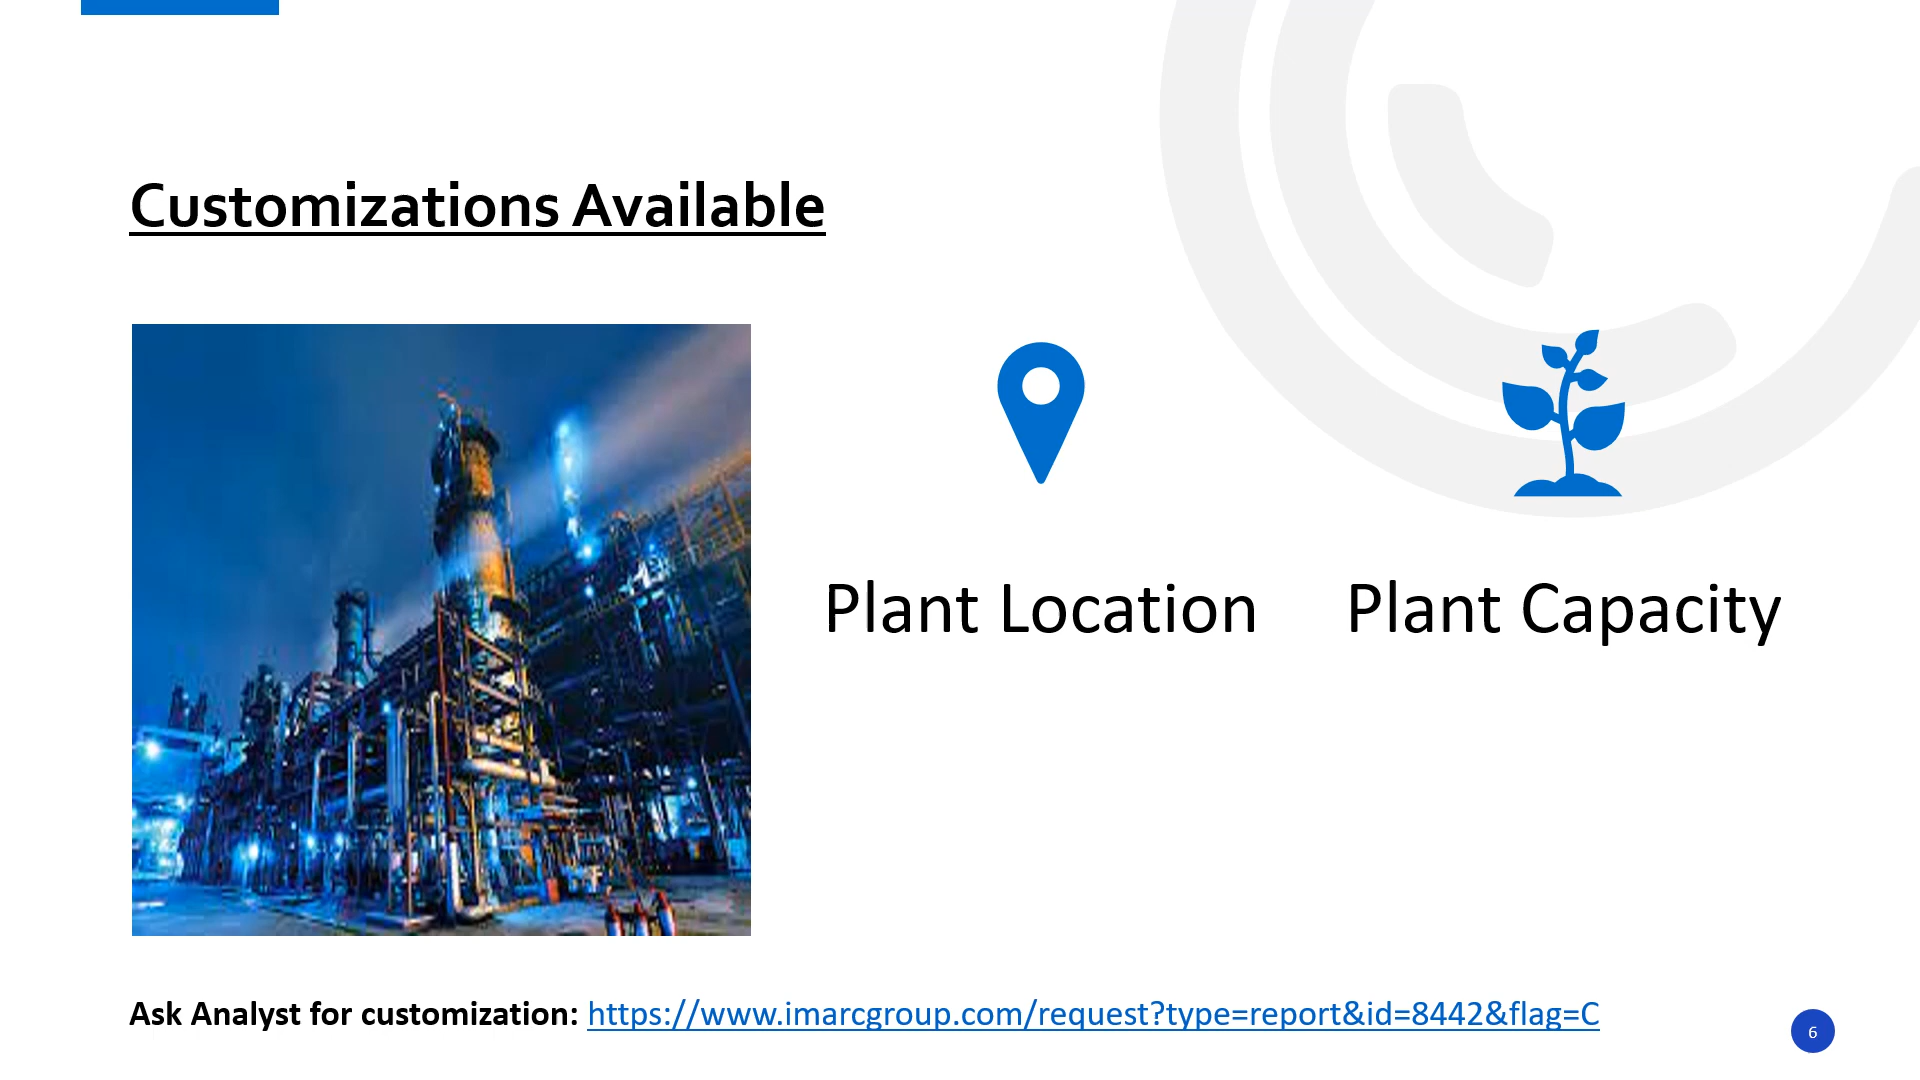 Customizations Available
Plant Location
Plant Capacity
Ask Analyst for customization: https://www.imarcgroup.com/request?type=report&id=8442&flag=C
6